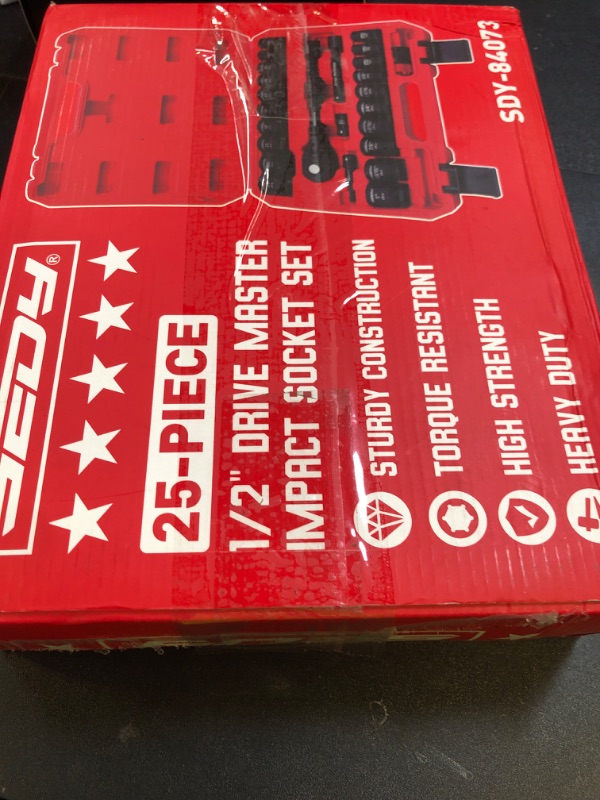 SDY-84073
SEDY®
25-PIECE
1/2" DRIVE MASTER
IMPACT SOCKET SET
STURDY CONSTRUCTION
TORQUE RESISTANT
HIGH STRENGTH
HEAVY DUTY